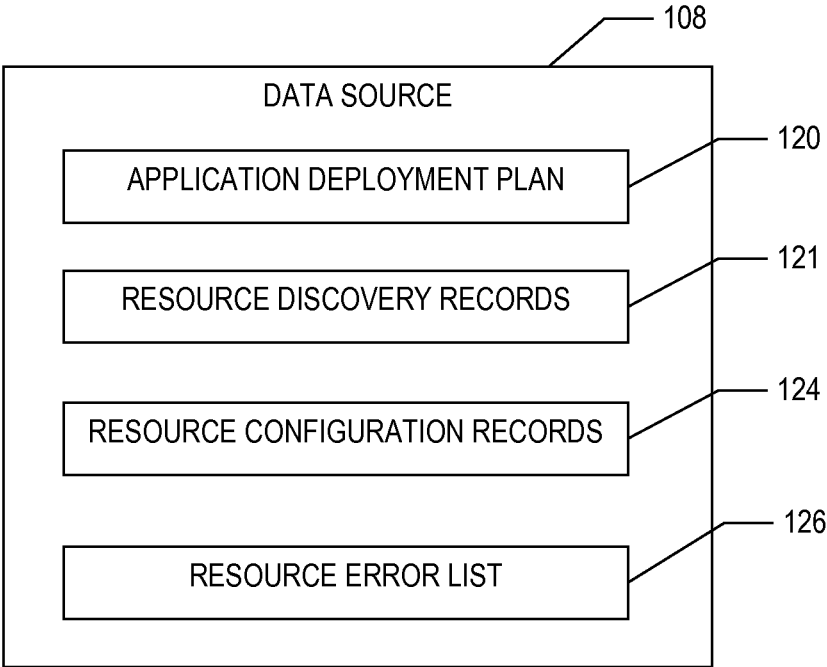 108
DATA SOURCE
120
APPLICATION DEPLOYMENT PLAN
121
RESOURCE DISCOVERY RECORDS
124
RESOURCE CONFIGURATION RECORDS
126
RESOURCE ERROR LIST